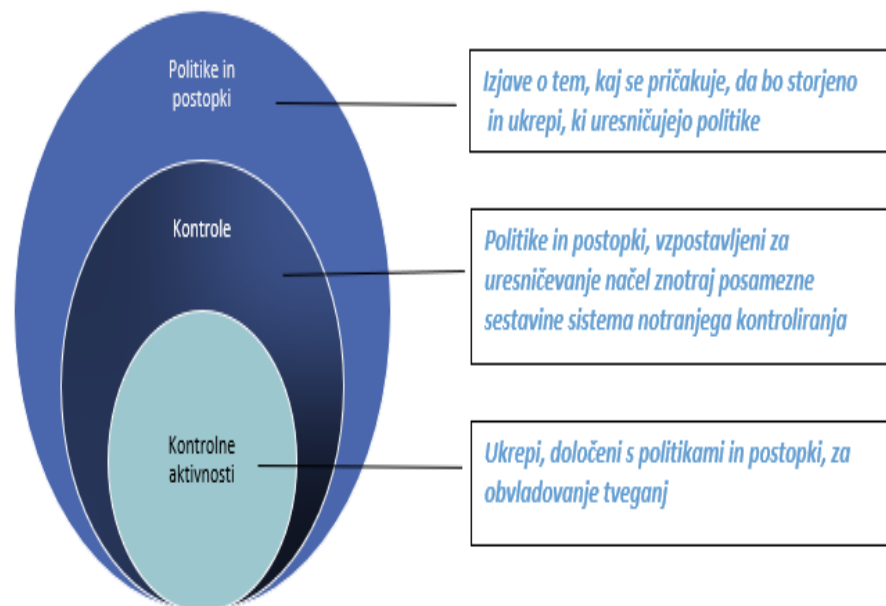 Politike in
postopki
Izjave o tem, kaj se pričakuje, da bo storjeno
in ukrepi, ki uresničujejo politike
Kontrole
Politike in postopki, vzpostavljeni za
uresničevanje načel znotraj posamezne
sestavine sistema notranjega kontroliranja
Kontrolne
aktivnosti
Ukrepi, določeni s politikami in postopki, za
obvladovanje tveganj